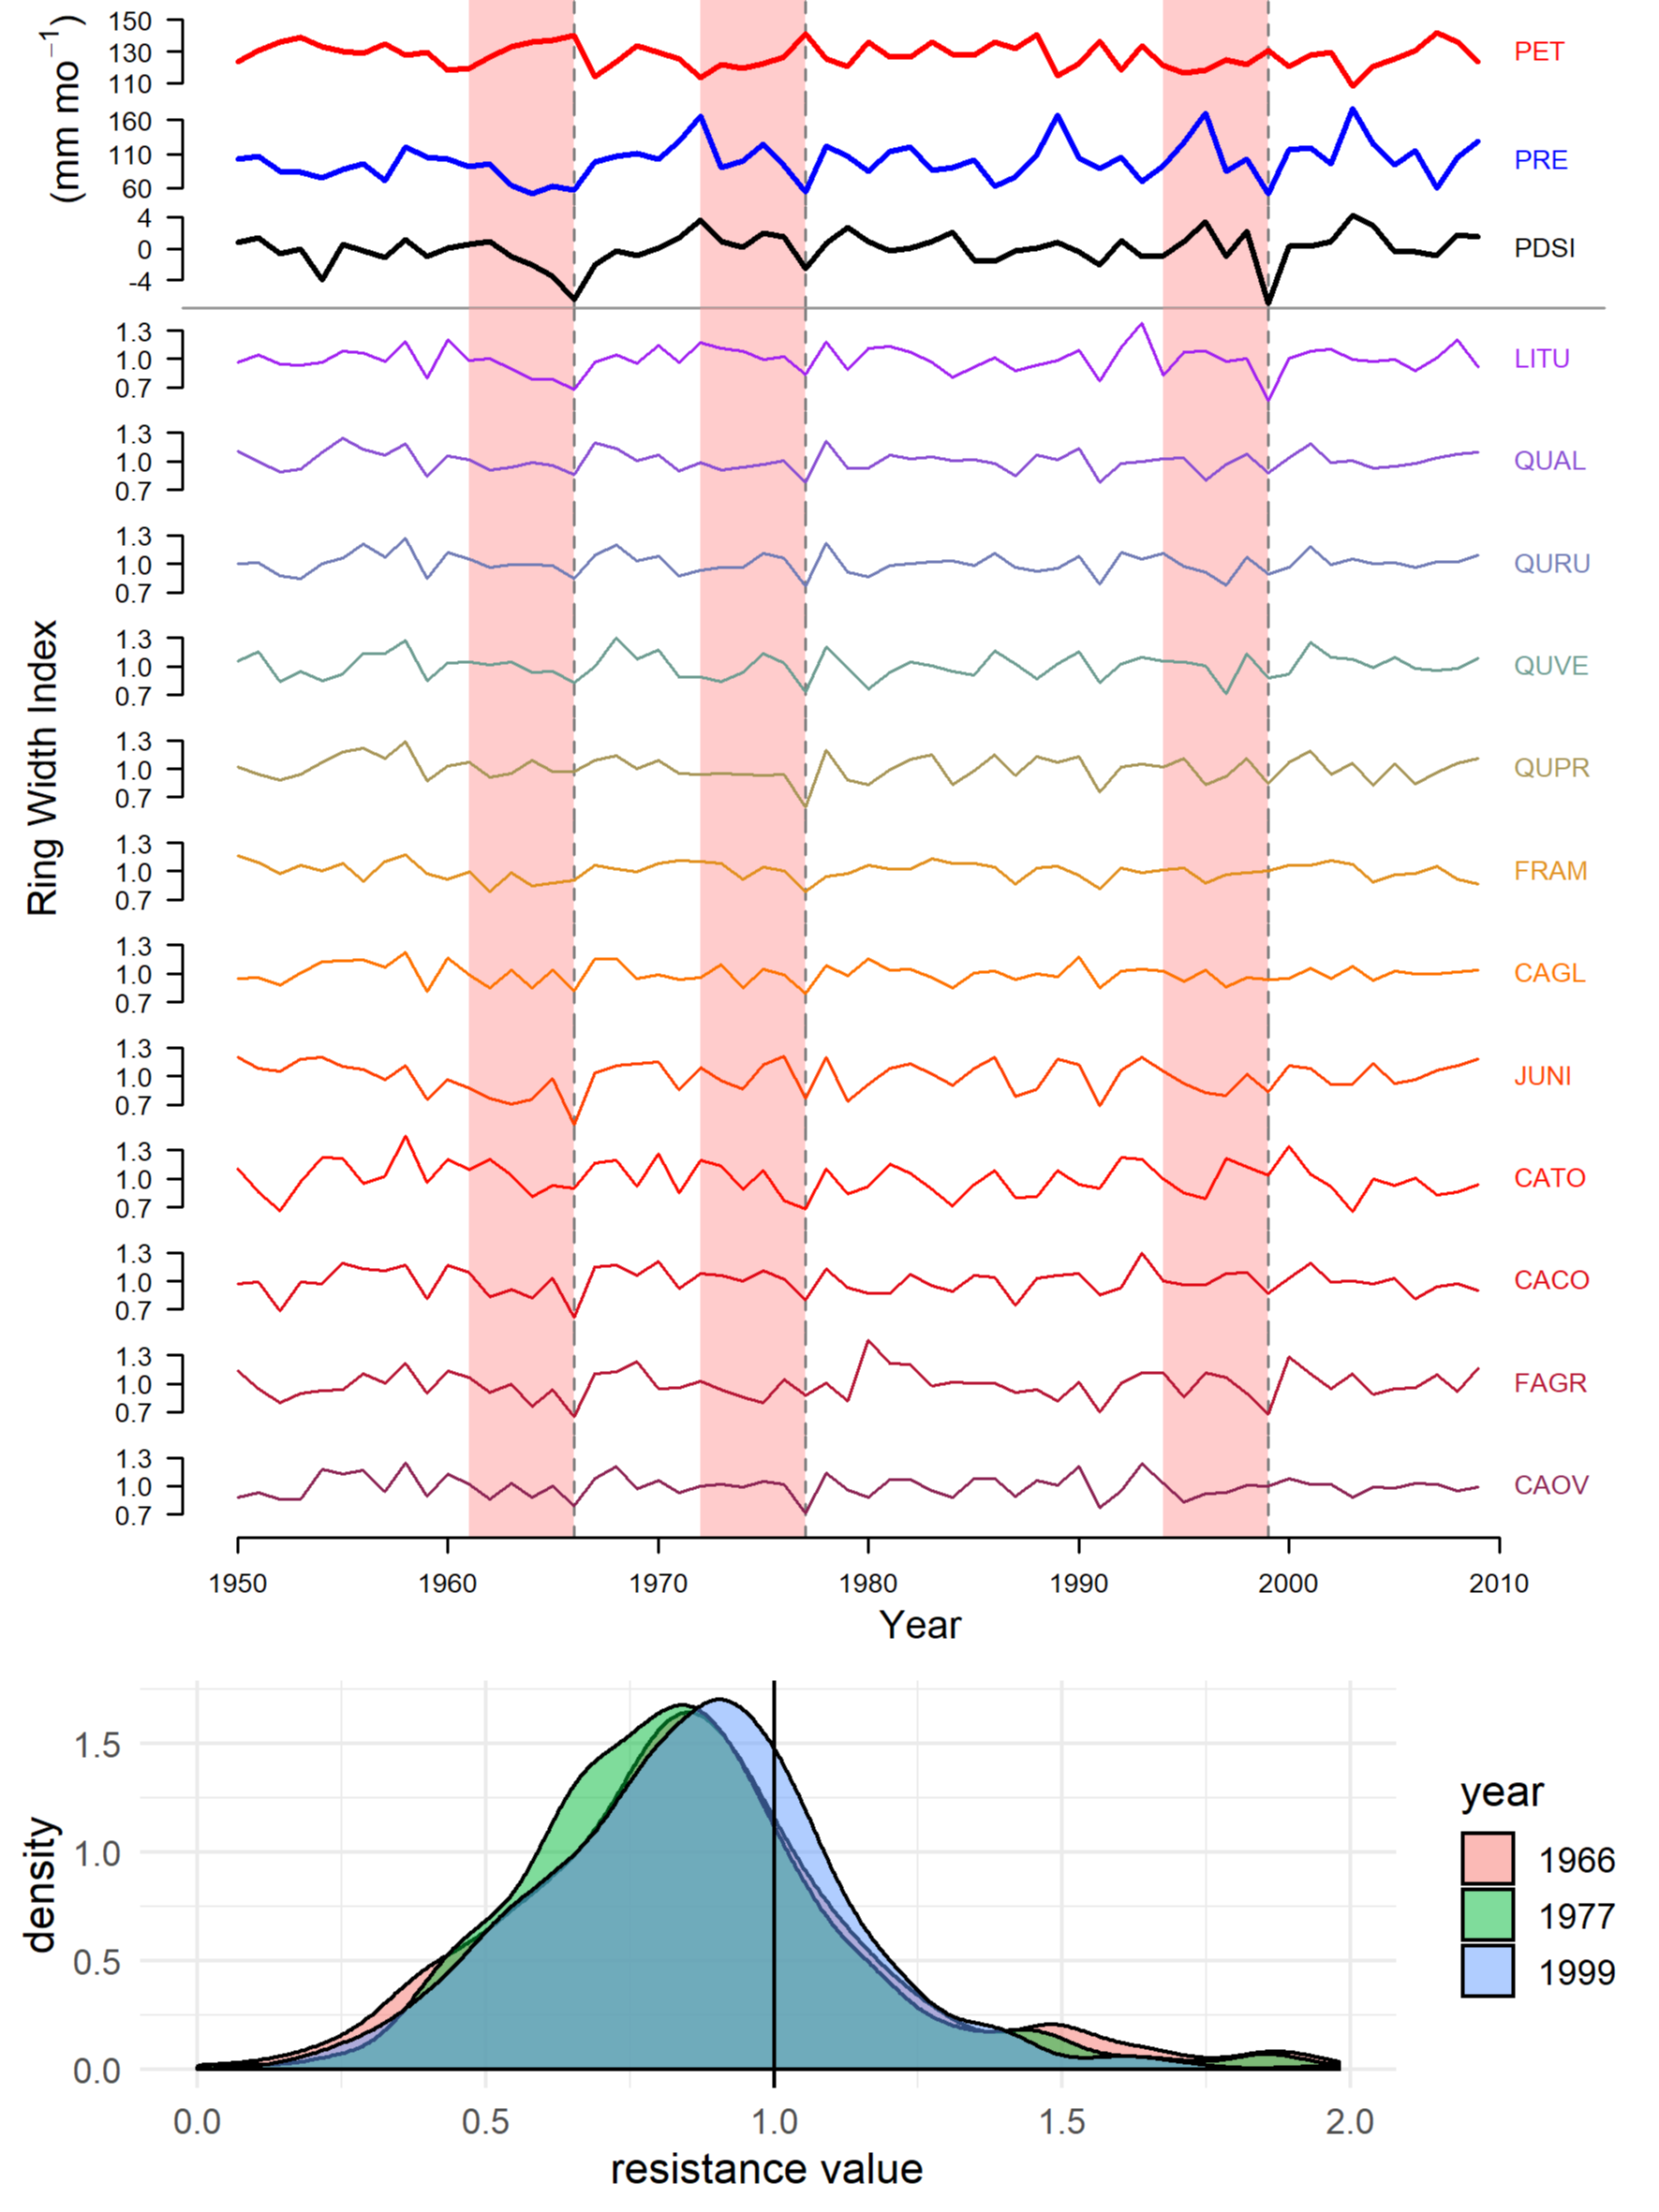 150
130
110
PET
(mm mo⁻¹)
160
110
60
PRE
4
0
-4
PDSI
1.3
1.0
0.7
LITU
1.3
1.0
0.7
QUAL
1.3
1.0
0.7
QURU
1.3
1.0
0.7
QUVE
Ring Width Index
1.3
1.0
0.7
QUPR
1.3
1.0
0.7
FRAM
1.3
1.0
0.7
CAGL
1.3
1.0
0.7
JUNI
1.3
1.0
0.7
CATO
1.3
1.0
0.7
CACO
1.3
1.0
0.7
FAGR
1.3
1.0
0.7
CAOV
1950 1960 1970 1980 1990 2000 2010
Year
density
1.5
1.0
0.5
0.0
0.0 0.5 1.0 1.5 2.0
resistance value
year
1966
1977
1999